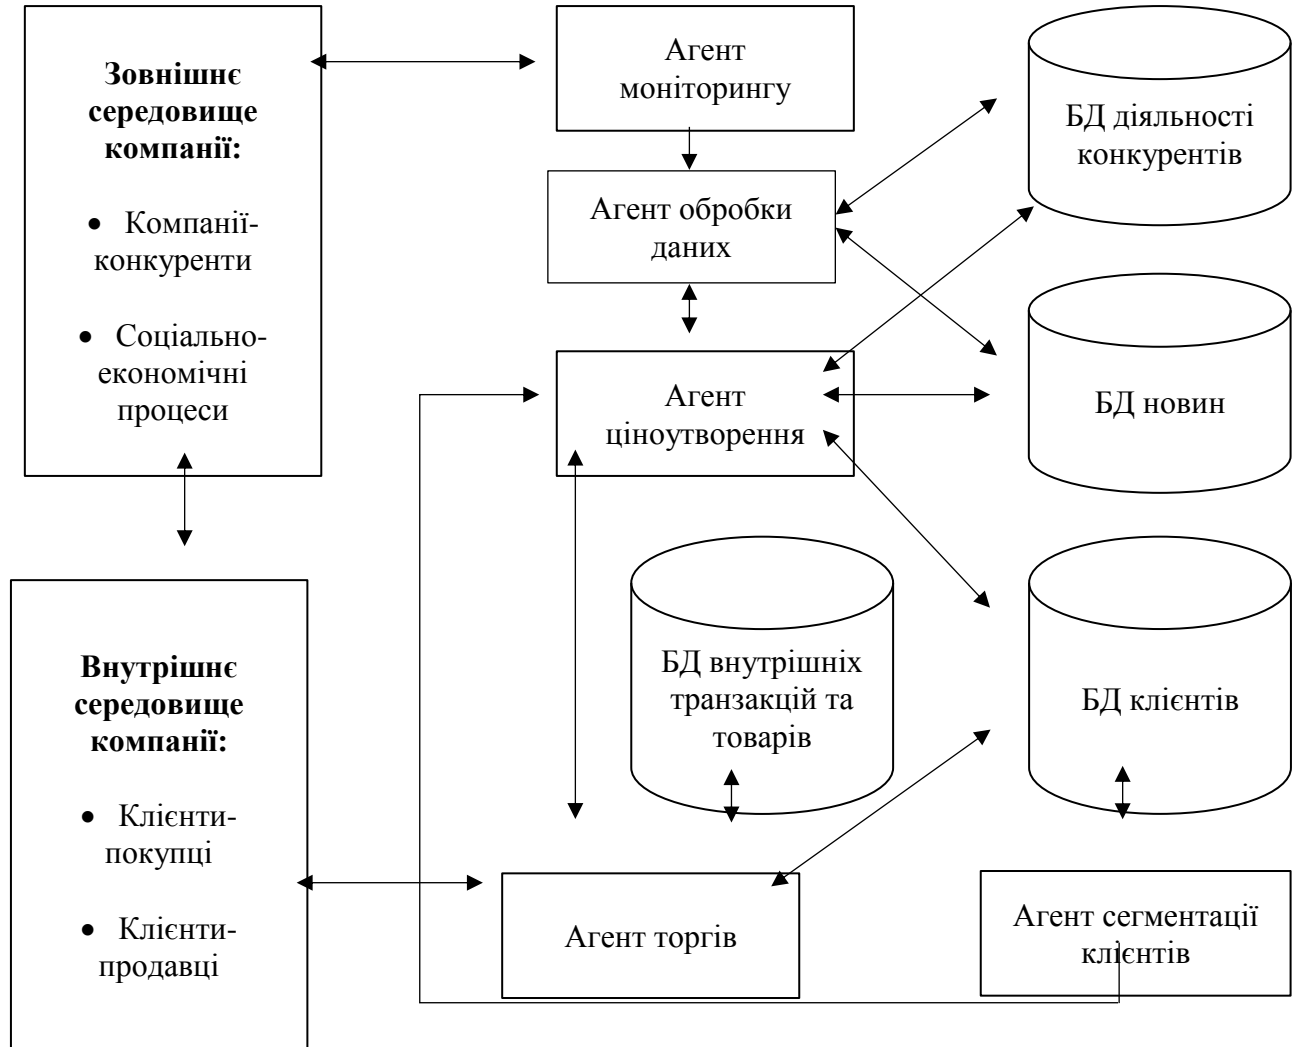 Зовнішнє
середовище
компанії:
• Компанії-
конкуренти
• Соціально-
економічні
процеси
Агент
моніторингу
БД діяльності
конкурентів
Агент обробки
даних
Агент
ціноутворення
БД новин
Внутрішнє
середовище
компанії:
• Клієнти-
покупці
• Клієнти-
продавці
БД внутрішніх
транзакцій та
товарів
БД клієнтів
Агент торгів
Агент сегментації
клієнтів